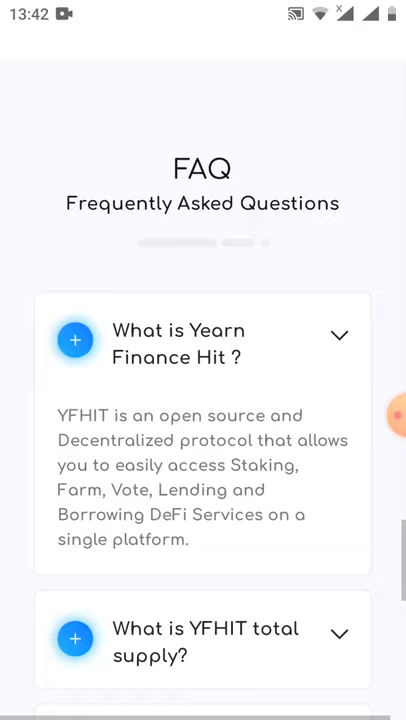 13:42
FAQ
Frequently Asked Questions
What is Yearn
Finance Hit ?
YFHIT is an open source and
Decentralized protocol that allows
you to easily access Staking,
Farm, Vote, Lending and
Borrowing DeFi Services on a
single platform.
What is YFHIT total
supply?